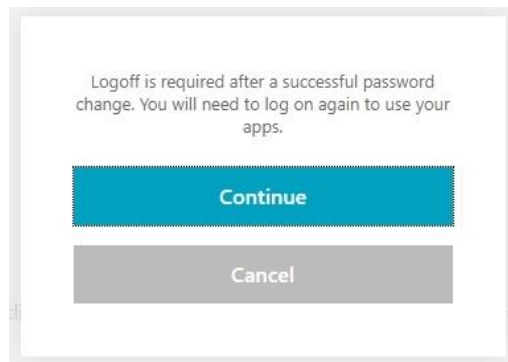 Logoff is required after a successful password
change. You will need to log on again to use your
apps.
Continue
Cancel